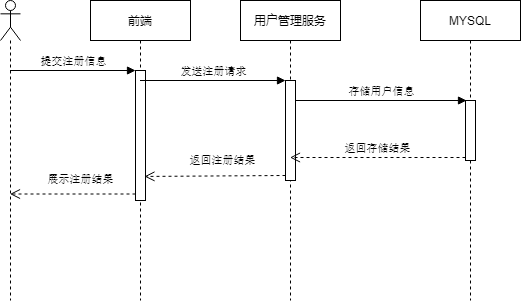 前端
用户管理服务
MYSQL
提交注册信息
发送注册请求
存储用户信息
返回存储结果
返回注册结果
展示注册结果